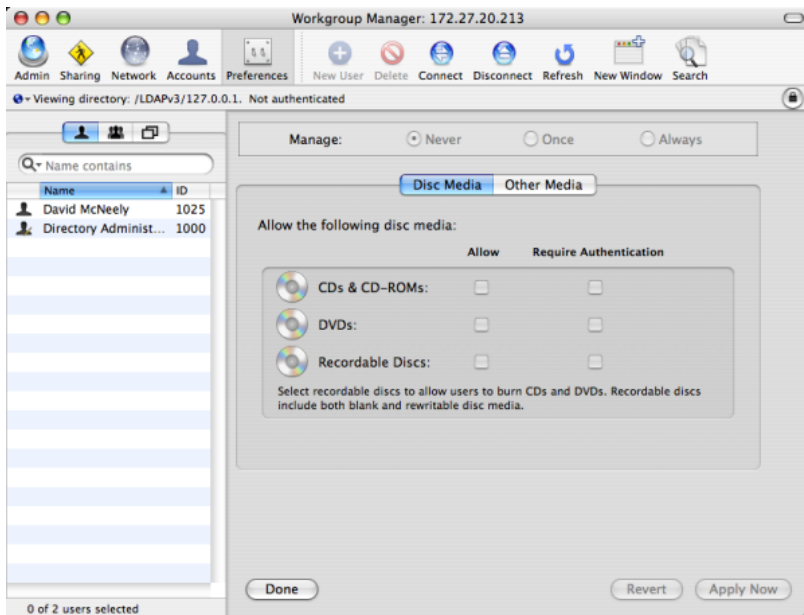 Workgroup Manager: 172.27.20.213
Admin Sharing Network Accounts Preferences New User Delete Connect Disconnect Refresh New Window Search
Viewing directory: /LDAPv3/127.0.0.1. Not authenticated
Manage: Never Once Always
Name contains
Disc Media Other Media
Name ID
David McNeely 1025
Directory Administ... 1000
Allow the following disc media:
Allow Require Authentication
CDs & CD-ROMs:
DVDs:
Recordable Discs:
Select recordable discs to allow users to burn CDs and DVDs. Recordable discs
include both blank and rewritable disc media.
Done Revert Apply Now
0 of 2 users selected